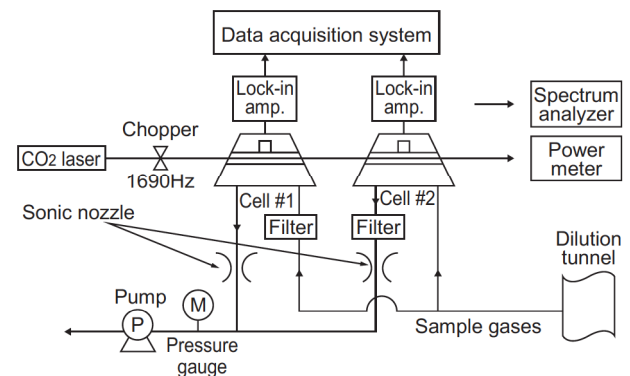 Data acquisition system
Lock-in
amp.
Lock-in
amp.
Spectrum
analyzer
Chopper
CO2 laser
Power
meter
1690Hz
Cell #1
Cell #2
Sonic nozzle
Filter
Filter
Dilution
tunnel
Pump
M
P
Sample gases
Pressure
gauge